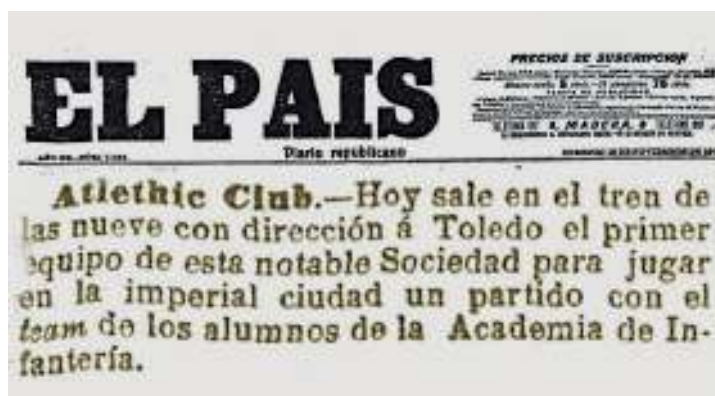 EL PAIS
PRECIOS DE SUSCRIPCION
Diario republicano
Atlethic Club.—Hoy sale en el tren de
las nueve con dirección á Toledo el primer
equipo de esta notable Sociedad para jugar
en la imperial ciudad un partido con el
team de los alumnos de la Academia de In-
fantería.